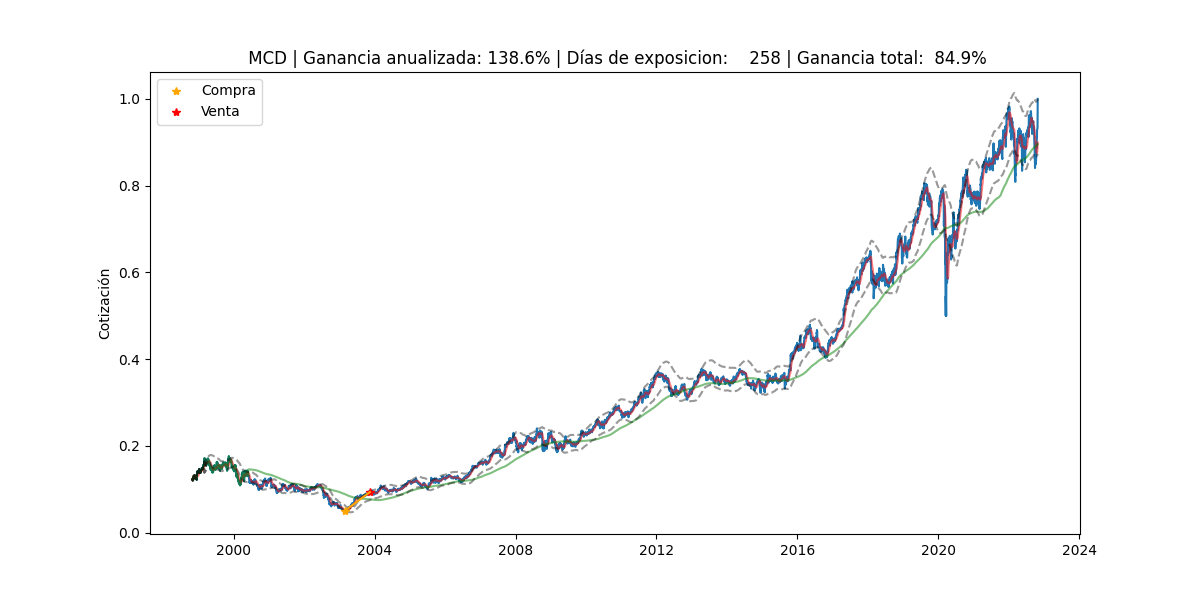 MCD | Ganancia anualizada: 138.6% | Días de exposicion: 258 | Ganancia total: 84.9%
Compra
Venta
Cotización
1.0
0.8
0.6
0.4
0.2
0.0
2000 2004 2008 2012 2016 2020 2024